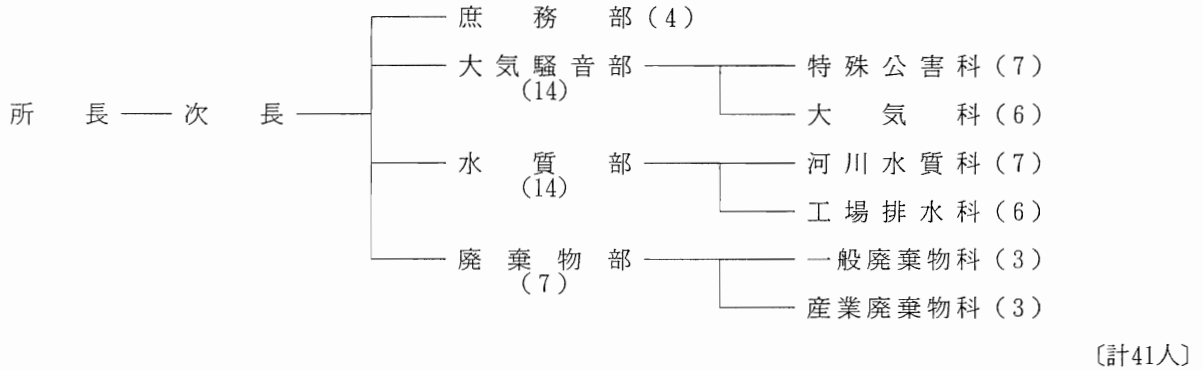 庶務部(4)
大気騒音部 特殊公害科(7)
(14)
所長 次長 大気科(6)
水質部 河川水質科(7)
(14)
工場排水科(6)
廃棄物部 一般廃棄物科(3)
(7)
産業廃棄物科(3)
〔計41人〕